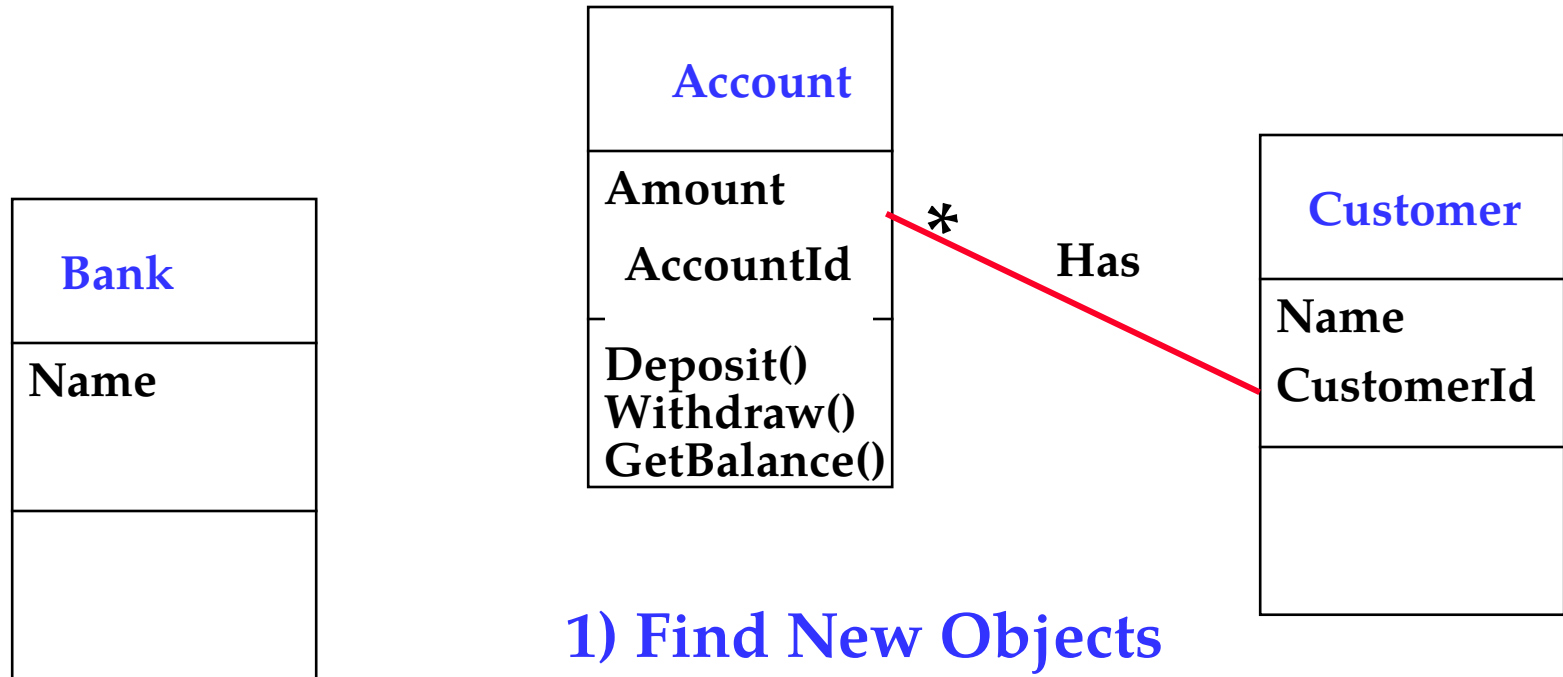 Bank
Name
Account
Amount
AccountId
Deposit()
Withdraw()
GetBalance()
*
Has
Customer
Name
CustomerId
1) Find New Objects